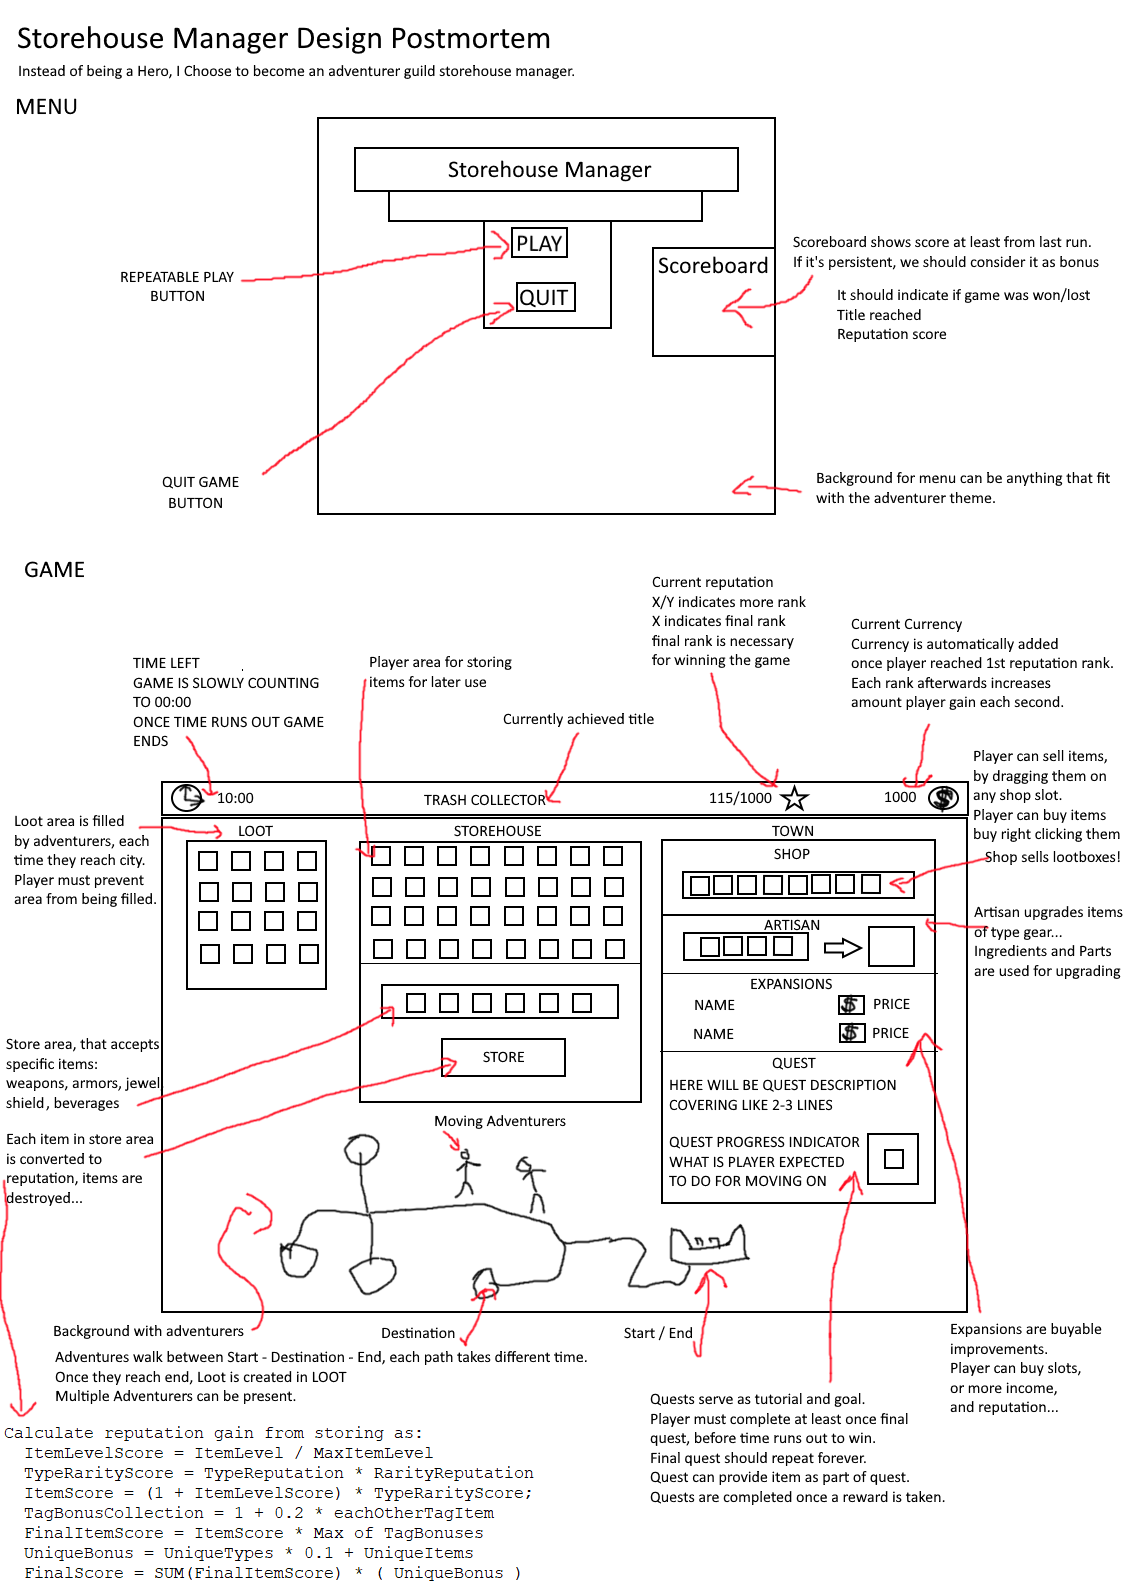 Storehouse Manager Design Postmortem
Instead of being a Hero, I Choose to become an adventurer guild storehouse manager.
MENU
Storehouse Manager
PLAY
QUIT
Scoreboard
REPEATABLE PLAY
BUTTON
QUIT GAME
BUTTON
Scoreboard shows score at least from last run.
If it's persistent, we should consider it as bonus
It should indicate if game was won/lost
Title reached
Reputation score
Background for menu can be anything that fit
with the adventurer theme.
GAME
TIME LEFT
GAME IS SLOWLY COUNTING
TO 00:00
ONCE TIME RUNS OUT GAME
ENDS
Player area for storing
items for later use
Currently achieved title
Current reputation
X/Y indicates more rank
X indicates final rank
final rank is necessary
for winning the game
Current Currency
Currency is automatically added
once player reached 1st reputation rank.
Each rank afterwards increases
amount player gain each second.
Player can sell items,
by dragging them on
any shop slot.
Player can buy items
buy right clicking them
Shop sells lootboxes!
Artisan upgrades items
of type gear...
Ingredients and Parts
are used for upgrading
Loot area is filled
by adventurers, each
time they reach city.
Player must prevent
area from being filled.
Store area, that accepts
specific items:
weapons, armors, jewel
shield, beverages
Each item in store area
is converted to
reputation, items are
destroyed...
10:00
TRASH COLLECTOR
115/1000
1000
$
LOOT
STOREHOUSE
STORE
TOWN
SHOP
ARTISAN
EXPANSIONS
NAME $ PRICE
NAME $ PRICE
QUEST
HERE WILL BE QUEST DESCRIPTION
COVERING LIKE 2-3 LINES
QUEST PROGRESS INDICATOR
WHAT IS PLAYER EXPECTED
TO DO FOR MOVING ON
Moving Adventurers
Background with adventurers
Destination
Start / End
Adventures walk between Start - Destination - End, each path takes different time.
Once they reach end, Loot is created in LOOT
Multiple Adventurers can be present.
Expansions are buyable
improvements.
Player can buy slots,
or more income,
and reputation...
Quests serve as tutorial and goal.
Player must complete at least once final
quest, before time runs out to win.
Final quest should repeat forever.
Quest can provide item as part of quest.
Quests are completed once a reward is taken.
Calculate reputation gain from storing as:
ItemLevelScore = ItemLevel / MaxItemLevel
TypeRarityScore = TypeReputation * RarityReputation
ItemScore = (1 + ItemLevelScore) * TypeRarityScore;
TagBonusCollection = 1 + 0.2 * eachOtherTagItem
FinalItemScore = ItemScore * Max of TagBonuses
UniqueBonus = UniqueTypes * 0.1 + UniqueItems
FinalScore = SUM(FinalItemScore) * ( UniqueBonus )